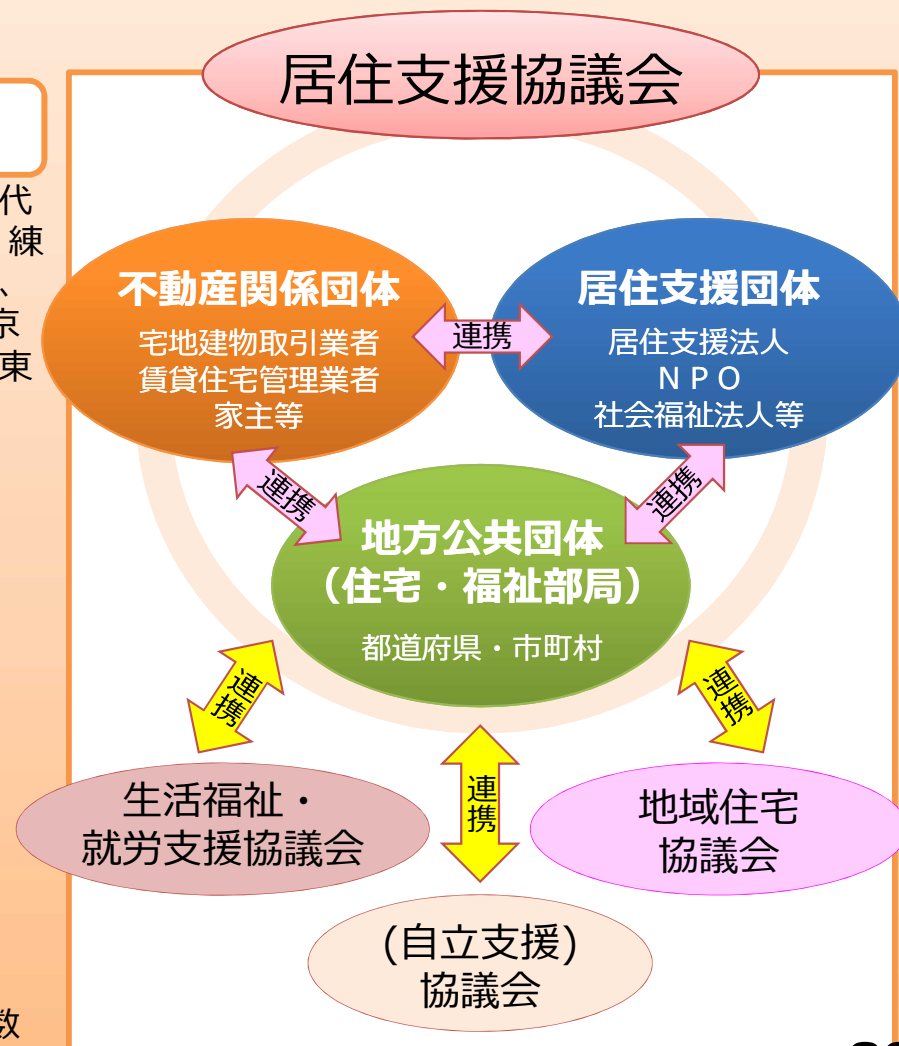 居住支援協議会
代
練
、
京
東
不動産関係団体
宅地建物取引業者
賃貸住宅管理業者
家主等
連携
居住支援団体
居住支援法人
ＮＰＯ
社会福祉法人等
連携
連携
地方公共団体
（住宅・福祉部局）
都道府県・市町村
連携
連携
連携
生活福祉・
就労支援協議会
地域住宅
協議会
(自立支援)
協議会
数